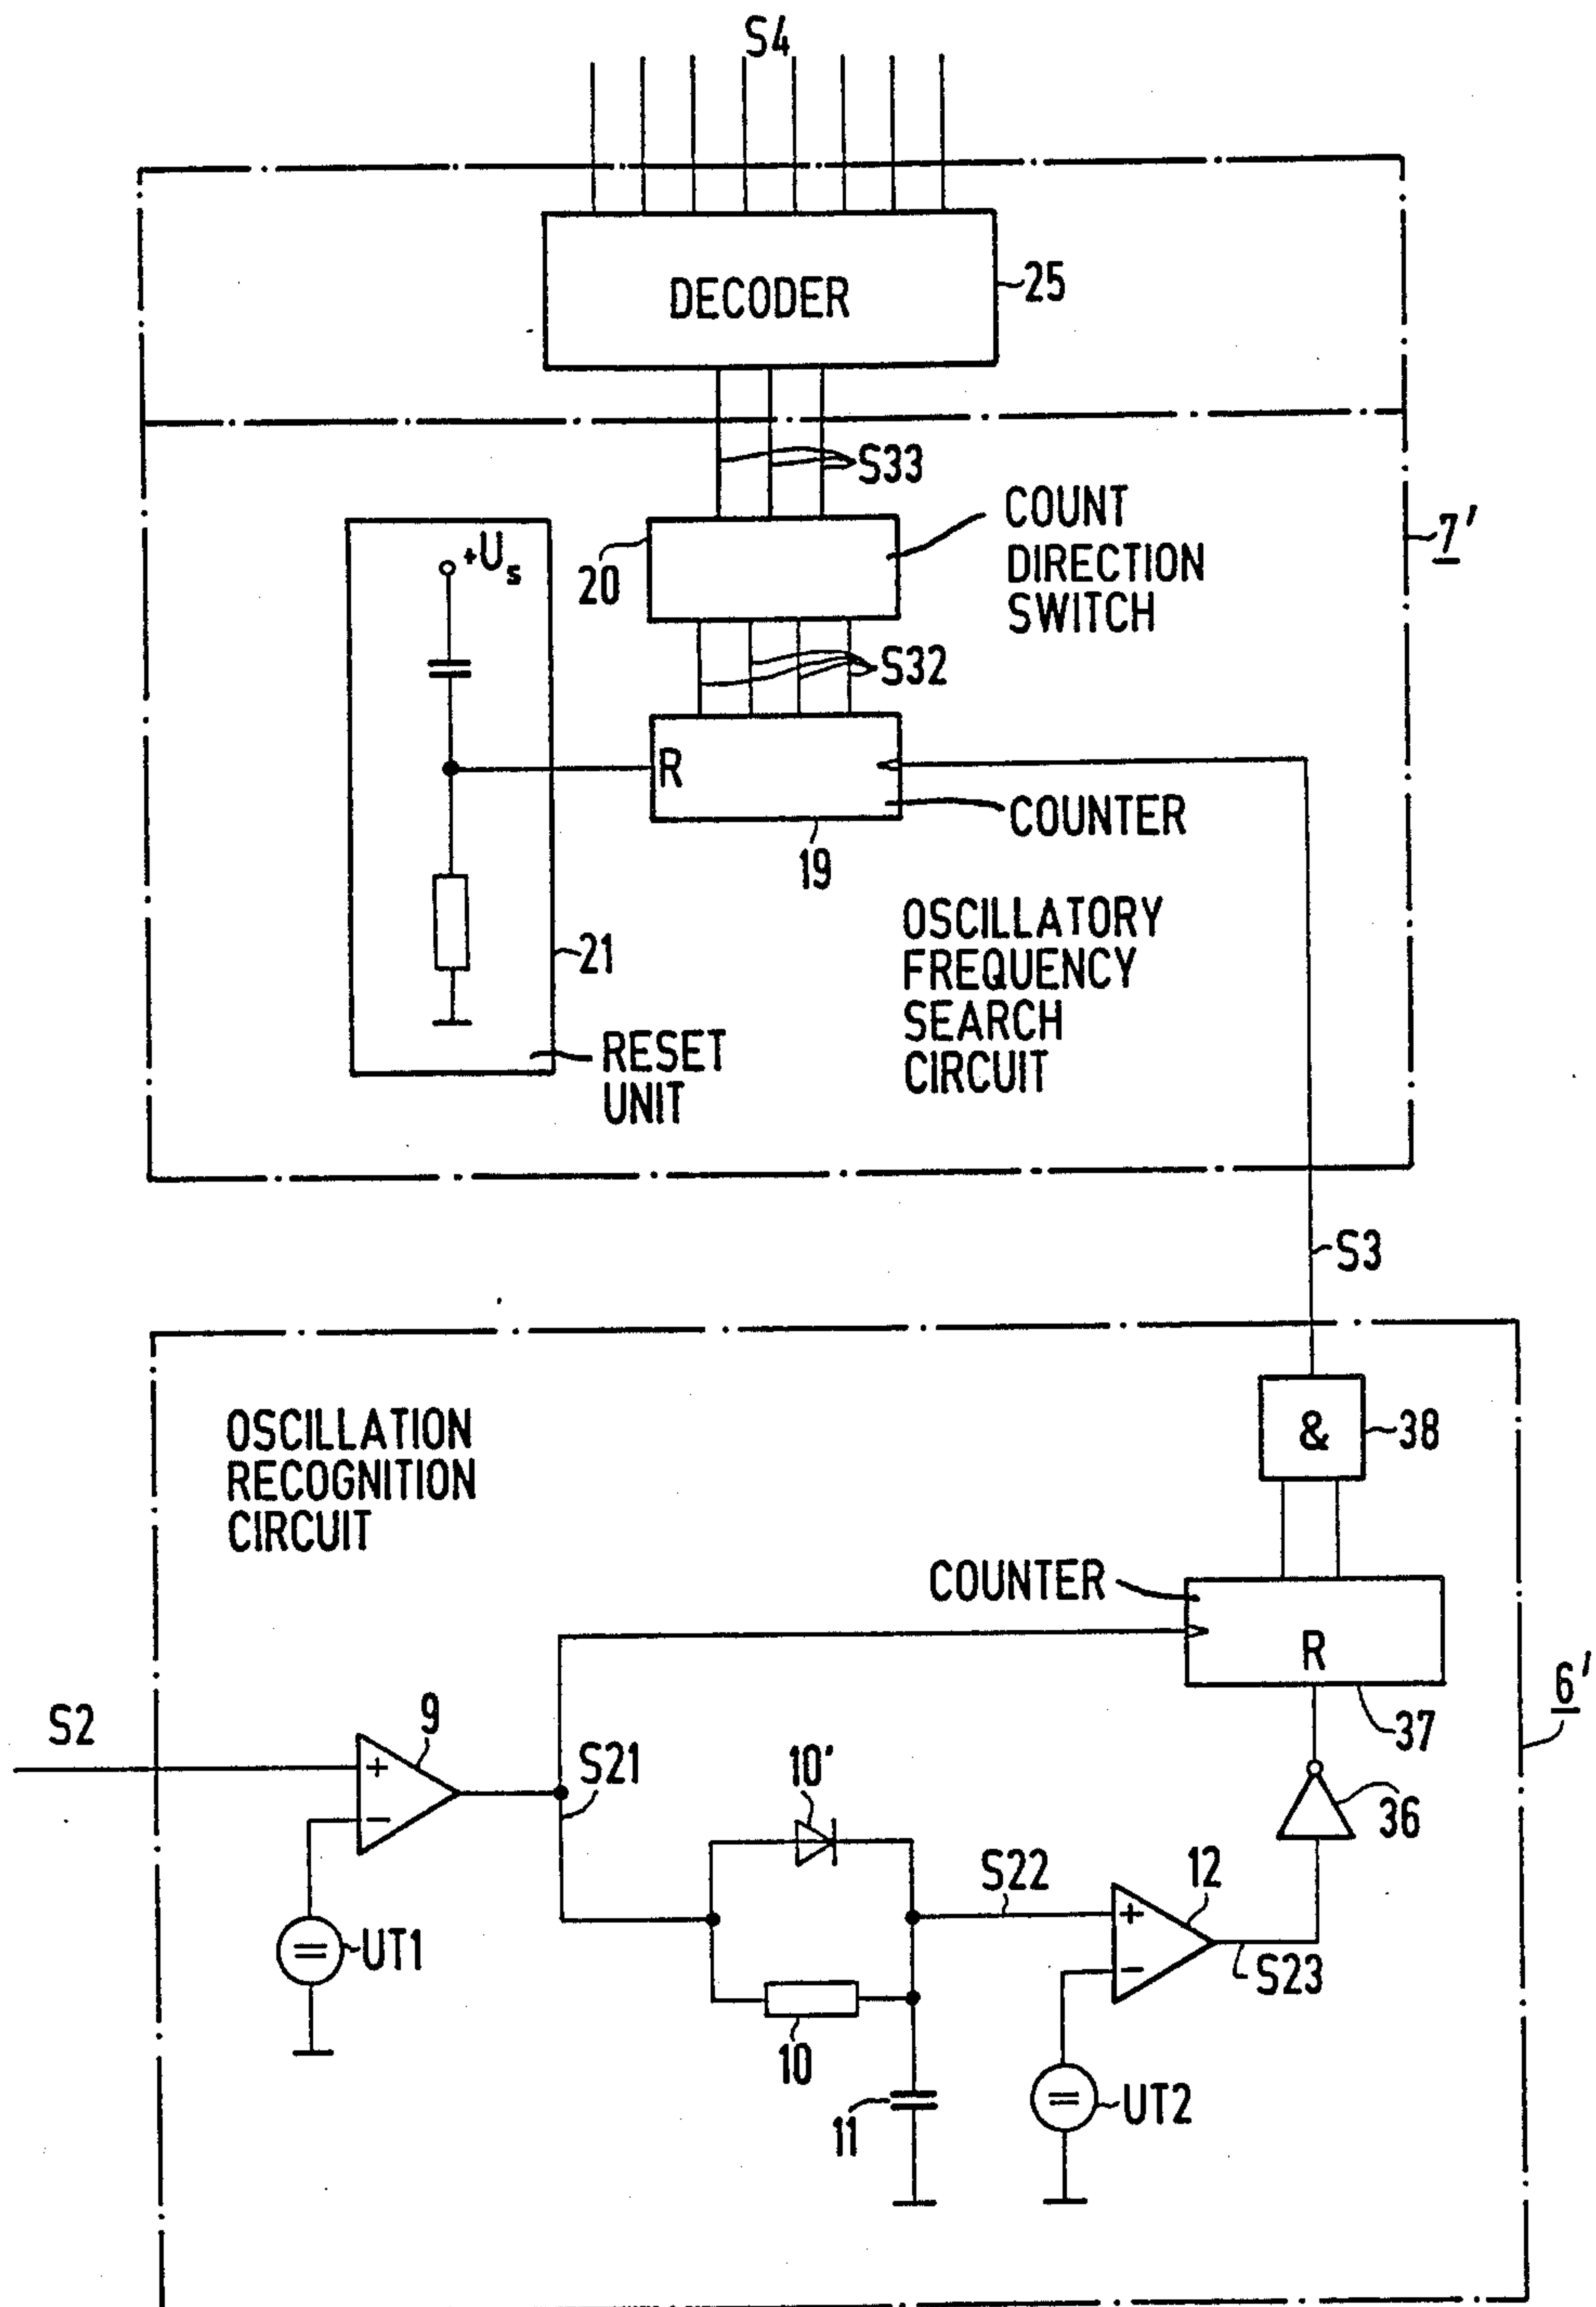 S4
DECODER
25
S33
COUNT
DIRECTION
SWITCH
7'
20
+Us
S32
R
COUNTER
19
OSCILLATORY
FREQUENCY
SEARCH
CIRCUIT
21
RESET
UNIT
S3
OSCILLATION
RECOGNITION
CIRCUIT
&
38
COUNTER
R
37
6'
S2
9
+
−
S21
10'
36
UT1
=
S22
12
+
−
S23
10
11
=
UT2